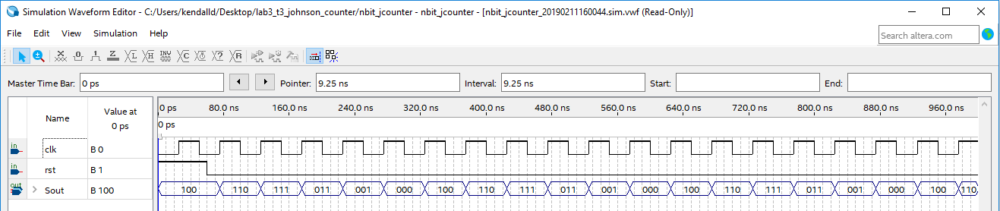 Simulation Waveform Editor - C:/Users/kendalld/Desktop/lab3_t3_johnson_counter/nbit_jcounter - nbit_jcounter - [nbit_jcounter_20190211160044.sim.vwf (Read-Only)]
File Edit View Simulation Help
Search altera.com
Master Time Bar: 0 ps Pointer: 9.25 ns Interval: 9.25 ns Start: End:
Name Value at 0 ps
0 ps 80.0 ns 160.0 ns 240.0 ns 320.0 ns 400.0 ns 480.0 ns 560.0 ns 640.0 ns 720.0 ns 800.0 ns 880.0 ns 960.0 ns
0 ps
in clk B 0
in rst B 1
out Sout B 100 100 110 111 011 001 000 100 110 111 011 001 000 100 110 111 011 001 000 100 110